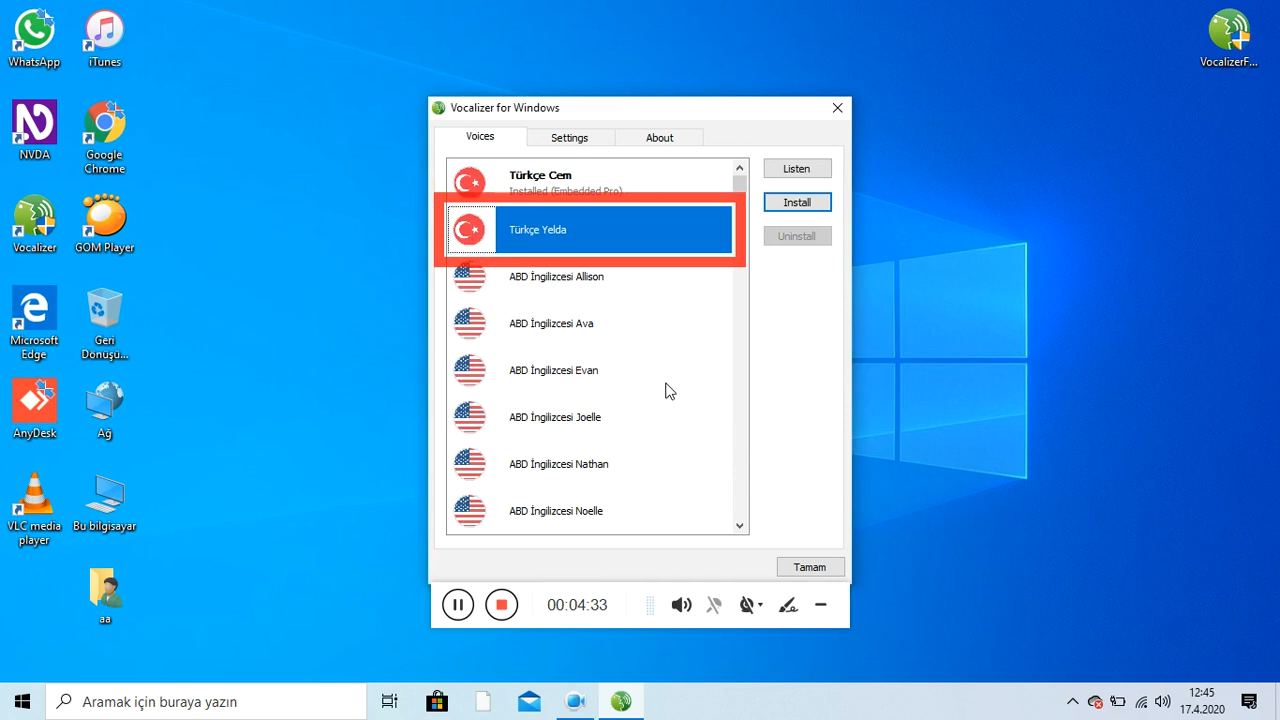 WhatsApp
iTunes
NVDA
Google
Chrome
Vocalizer
GOM Player
Microsoft
Edge
Geri
Dönüşü...
AnyDesk
Ağ
VLC media
player
Bu bilgisayar
aa
VocalizerF...
Vocalizer for Windows
Voices
Settings
About
Türkçe Cem
Installed (Embedded Pro)
Türkçe Yelda
ABD İngilizcesi Allison
ABD İngilizcesi Ava
ABD İngilizcesi Evan
ABD İngilizcesi Joelle
ABD İngilizcesi Nathan
ABD İngilizcesi Noelle
Listen
Install
Uninstall
Tamam
00:04:33
Aramak için buraya yazın
12:45
17.4.2020